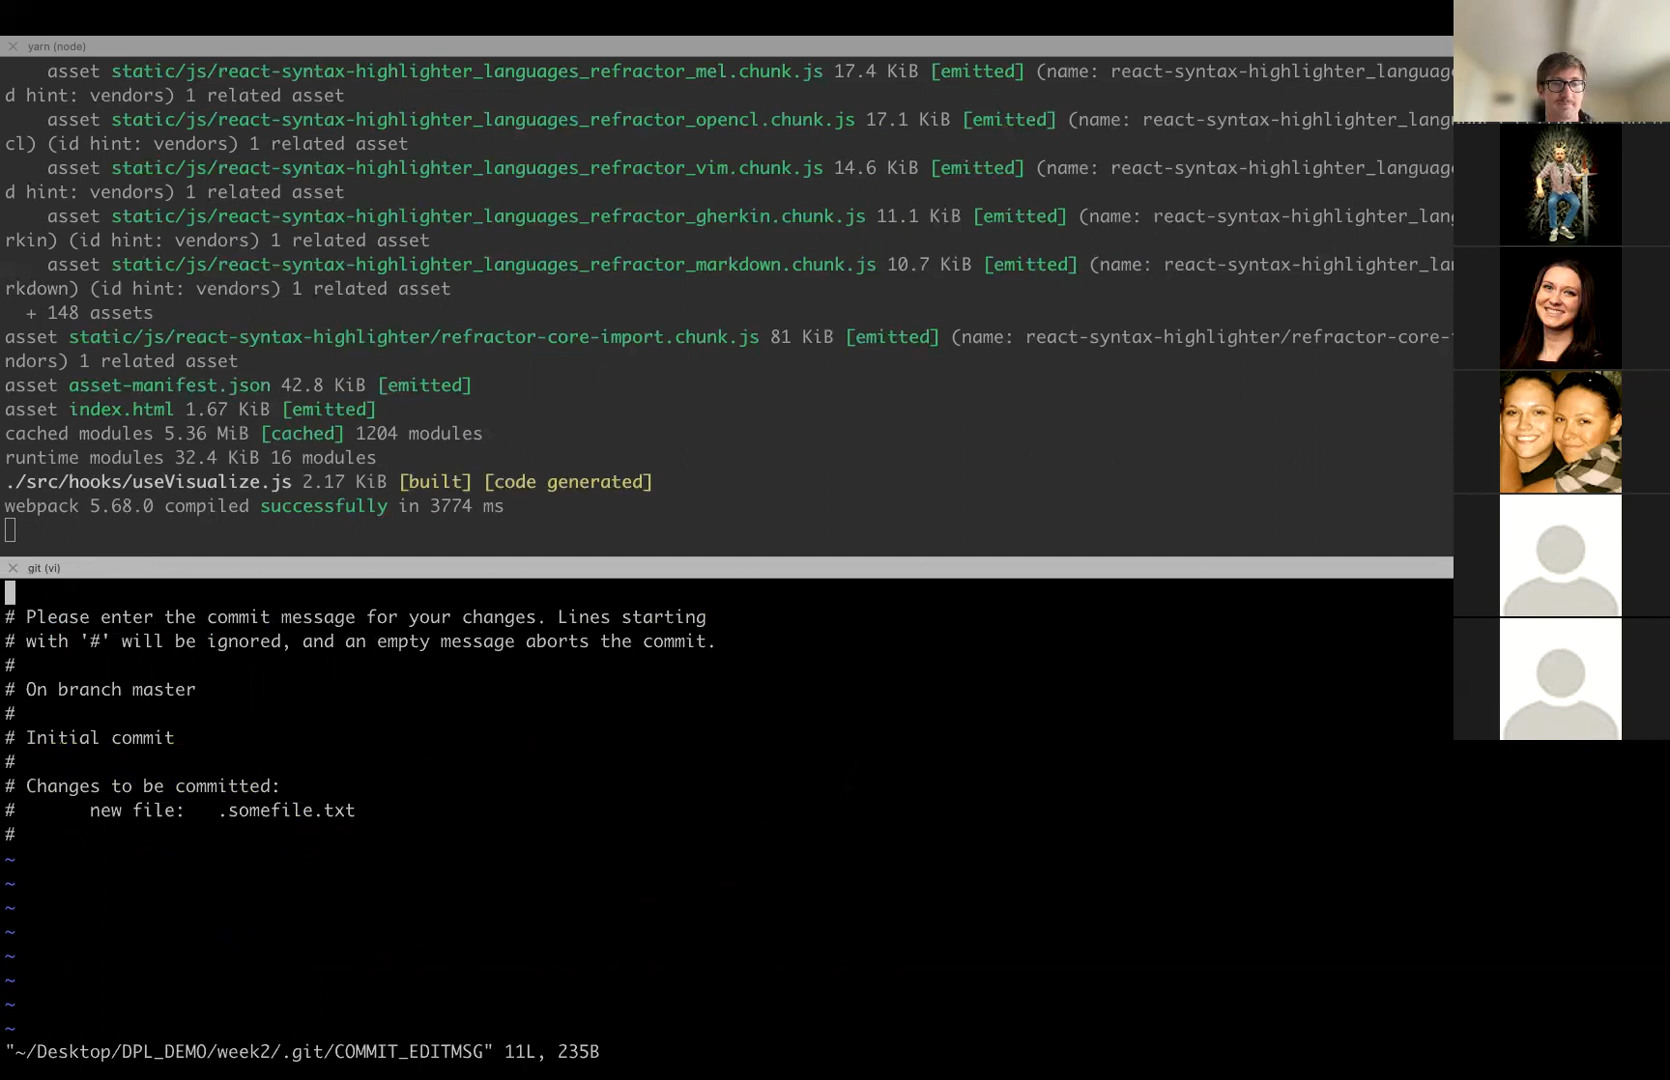 yarn (node)
asset static/js/react-syntax-highlighter_languages_refractor_mel.chunk.js 17.4 KiB [emitted] (name: react-syntax-highlighter_languag
d hint: vendors) 1 related asset
asset static/js/react-syntax-highlighter_languages_refractor_opencl.chunk.js 17.1 KiB [emitted] (name: react-syntax-highlighter_lang
cl) (id hint: vendors) 1 related asset
asset static/js/react-syntax-highlighter_languages_refractor_vim.chunk.js 14.6 KiB [emitted] (name: react-syntax-highlighter_languag
d hint: vendors) 1 related asset
asset static/js/react-syntax-highlighter_languages_refractor_gherkin.chunk.js 11.1 KiB [emitted] (name: react-syntax-highlighter_lan
rkin) (id hint: vendors) 1 related asset
asset static/js/react-syntax-highlighter_languages_refractor_markdown.chunk.js 10.7 KiB [emitted] (name: react-syntax-highlighter_la
rkdown) (id hint: vendors) 1 related asset
+ 148 assets
asset static/js/react-syntax-highlighter/refractor-core-import.chunk.js 81 KiB [emitted] (name: react-syntax-highlighter/refractor-core-
ndors) 1 related asset
asset asset-manifest.json 42.8 KiB [emitted]
asset index.html 1.67 KiB [emitted]
cached modules 5.36 MiB [cached] 1204 modules
runtime modules 32.4 KiB 16 modules
./src/hooks/useVisualize.js 2.17 KiB [built] [code generated]
webpack 5.68.0 compiled successfully in 3774 ms
git (vi)
# Please enter the commit message for your changes. Lines starting
# with '#' will be ignored, and an empty message aborts the commit.
#
# On branch master
#
# Initial commit
#
# Changes to be committed:
#       new file:   .somefile.txt
#
~
~
~
~
~
~
~
~
"~/Desktop/DPL_DEMO/week2/.git/COMMIT_EDITMSG" 11L, 235B